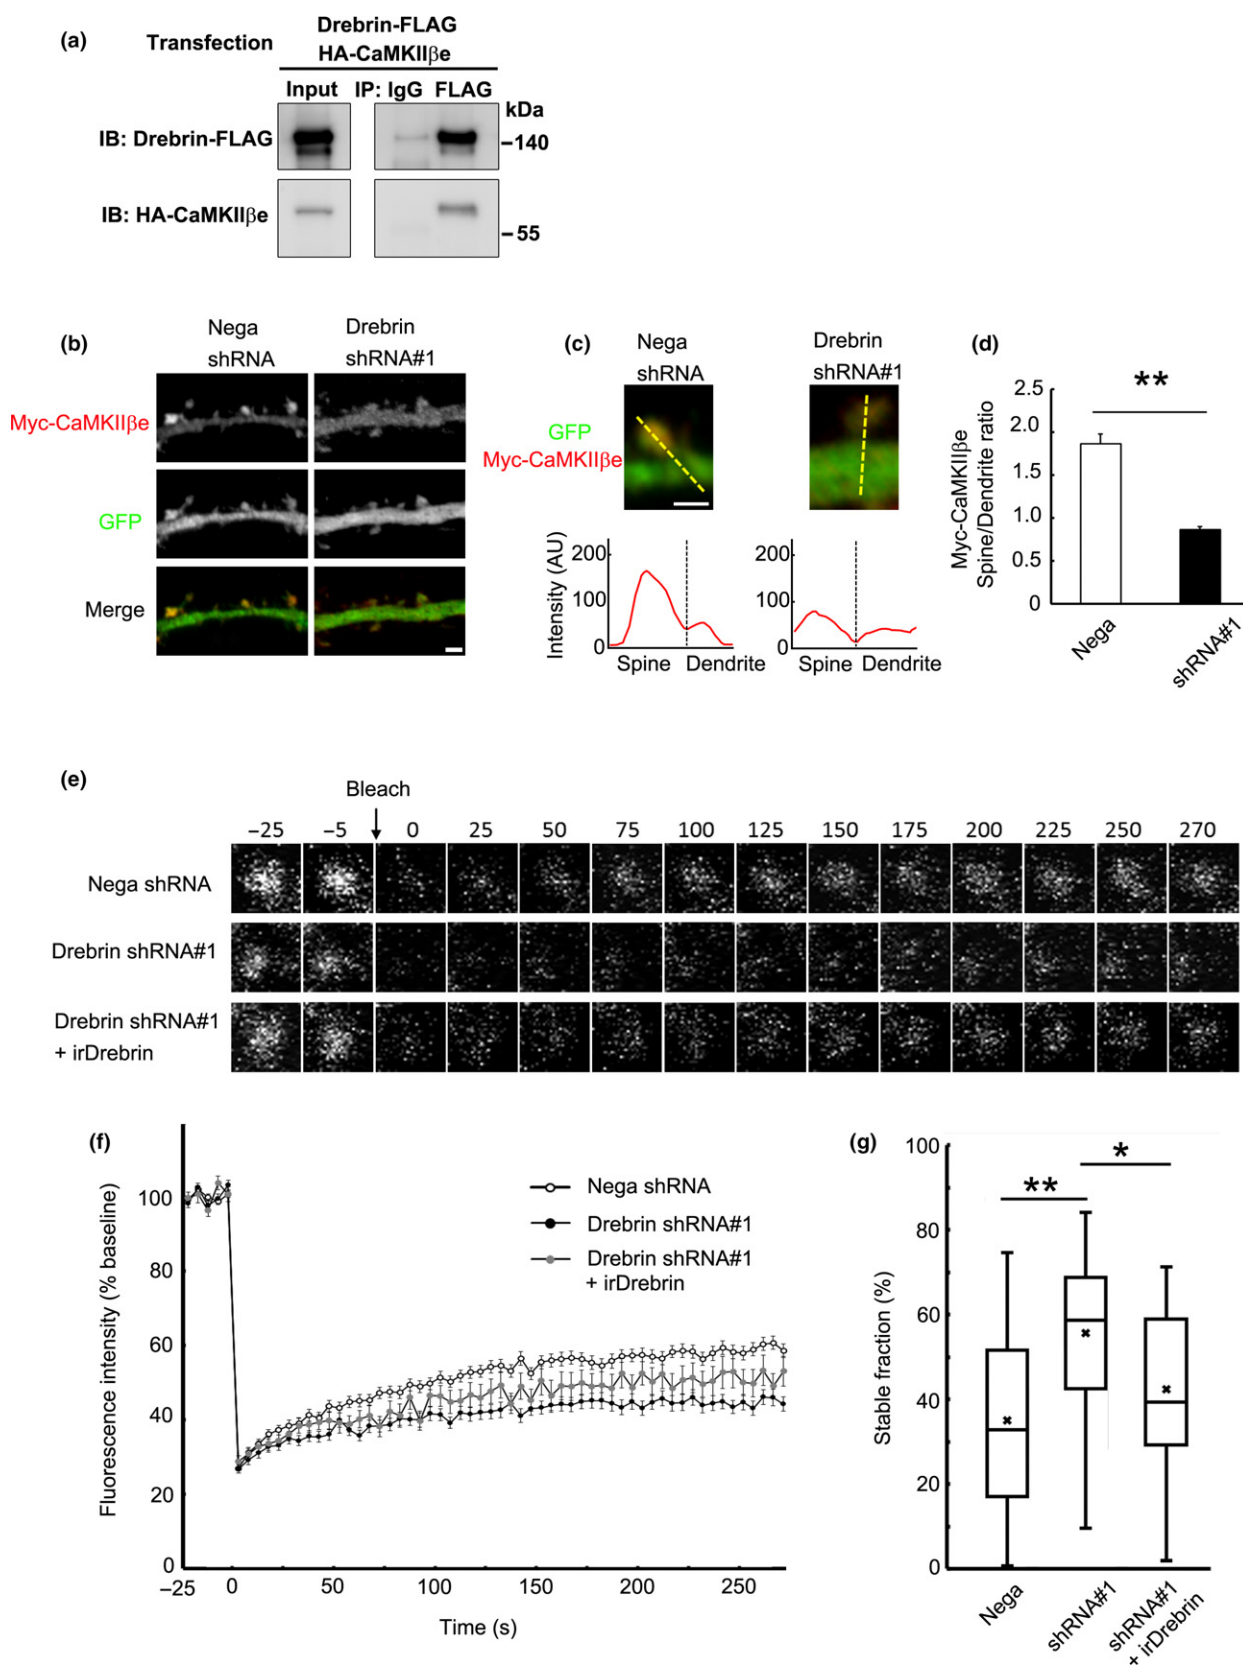 (a)
Transfection
Drebrin-FLAG
HA-CaMKIIβe
Input
IP: IgG FLAG
kDa
IB: Drebrin-FLAG
–140
IB: HA-CaMKIIβe
–55
(b)
Nega
shRNA
Drebrin
shRNA#1
Myc-CaMKIIβe
GFP
Merge
(c)
Nega
shRNA
Drebrin
shRNA#1
GFP
Myc-CaMKIIβe
Intensity (AU)
200
100
0
Spine Dendrite
200
100
0
Spine Dendrite
(d)
**
Myc-CaMKIIβe
Spine/Dendrite ratio
2.5
2.0
1.5
1.0
0.5
0
Nega
shRNA#1
(e)
Bleach
–25 –5 0 25 50 75 100 125 150 175 200 225 250 270
Nega shRNA
Drebrin shRNA#1
Drebrin shRNA#1
+ irDrebrin
(f)
Fluorescence intensity (% baseline)
100
80
60
40
20
0
–25 0 50 100 150 200 250
Time (s)
Nega shRNA
Drebrin shRNA#1
Drebrin shRNA#1
+ irDrebrin
(g)
Stable fraction (%)
100
80
60
40
20
0
**
*
Nega
shRNA#1
shRNA#1
+ irDrebrin